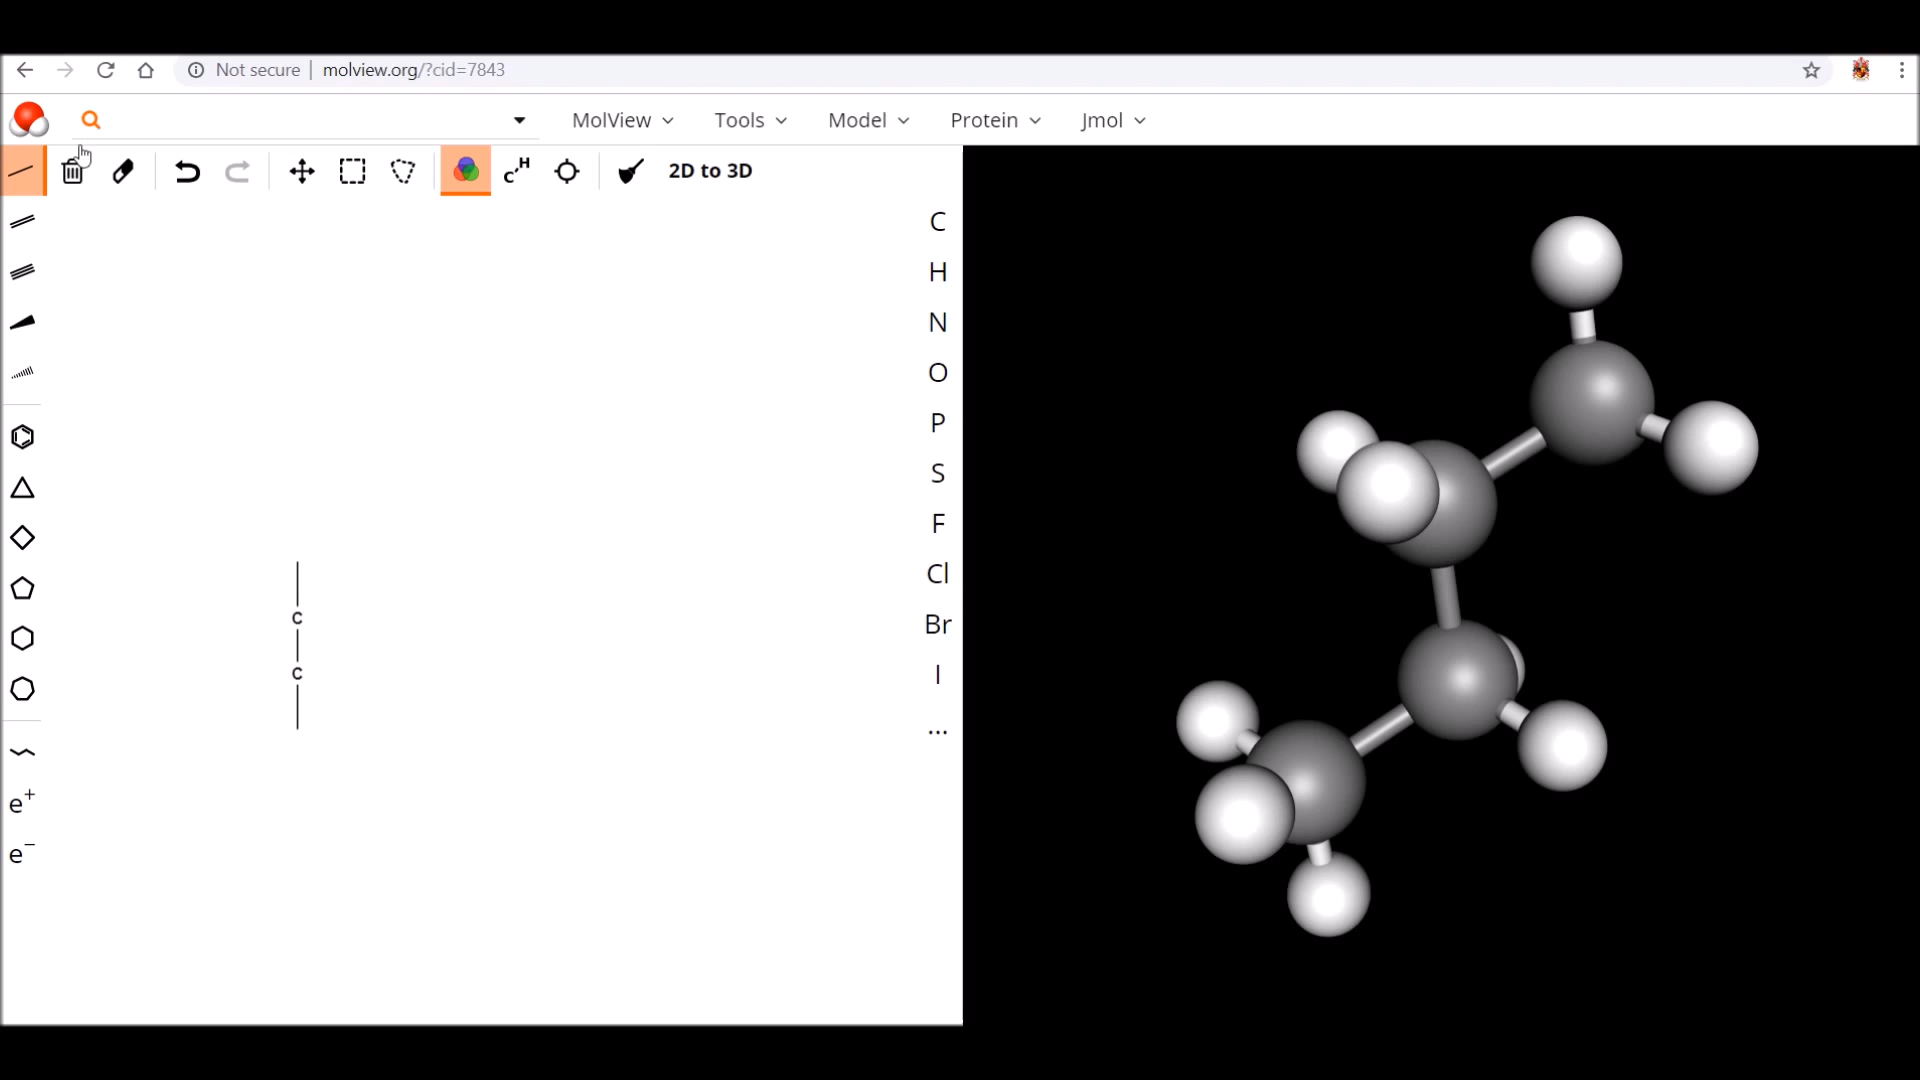 Not secure | molview.org/?cid=7843
MolView Tools Model Protein Jmol
C H 2D to 3D
C
H
N
O
P
S
F
Cl
Br
I
...
C
C
e+
e−